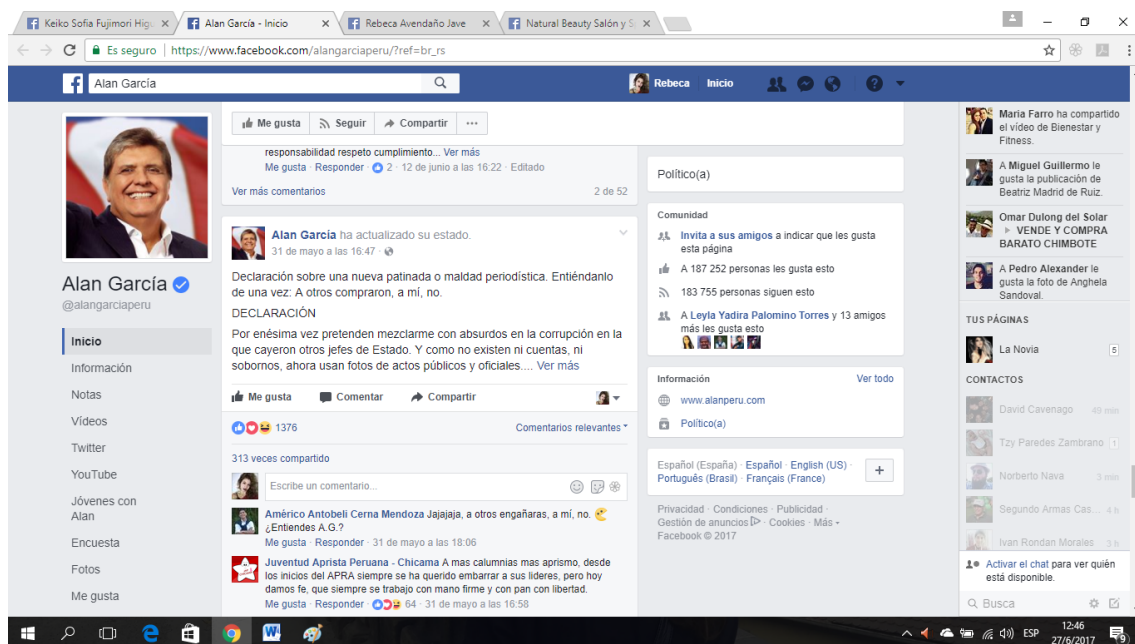 Keiko Sofia Fujimori Higu
Alan García - Inicio
Rebeca Avendaño Jave
Natural Beauty Salón y S
Es seguro | https://www.facebook.com/alangarciaperu/?ref=br_rs
Alan García
Rebeca Inicio
Alan García
@alangarciaperu
Inicio
Información
Notas
Vídeos
Twitter
YouTube
Jóvenes con
Alan
Encuesta
Fotos
Me gusta
Me gusta Seguir Compartir ...
responsabilidad respeto cumplimiento... Ver más
Me gusta · Responder · 2 · 12 de junio a las 16:22 · Editado
Ver más comentarios 2 de 52
Alan García ha actualizado su estado.
31 de mayo a las 16:47 ·
Declaración sobre una nueva patinada o maldad periodística. Entiéndanlo
de una vez: A otros compraron, a mí, no.
DECLARACIÓN
Por enésima vez pretenden mezclarme con absurdos en la corrupción en la
que cayeron otros jefes de Estado. Y como no existen ni cuentas, ni
sobornos, ahora usan fotos de actos públicos y oficiales.... Ver más
Me gusta Comentar Compartir
1376 Comentarios relevantes
313 veces compartido
Escribe un comentario...
Américo Antobeli Cerna Mendoza Jajajaja, a otros engañaras, a mí, no.
¿Entiendes A.G.?
Me gusta · Responder · 31 de mayo a las 18:06
Juventud Aprista Peruana - Chicama A mas calumnias mas aprismo, desde
los inicios del APRA siempre se ha querido embarrar a sus lideres, pero hoy
damos fe, que siempre se trabajo con mano firme y con pan con libertad.
Me gusta · Responder · 64 · 31 de mayo a las 16:58
Político(a)
Comunidad
Invita a sus amigos a indicar que les gusta
esta página
A 187 252 personas les gusta esto
183 755 personas siguen esto
A Leyla Yadira Palomino Torres y 13 amigos
más les gusta esto
Información Ver todo
www.alanperu.com
Político(a)
Español (España) · Español · English (US) ·
Português (Brasil) · Français (France)
Privacidad · Condiciones · Publicidad ·
Gestión de anuncios · Cookies · Más
Facebook © 2017
Maria Farro ha compartido
el vídeo de Bienestar y
Fitness.
A Miguel Guillermo le
gusta la publicación de
Beatriz Madrid de Ruiz.
Omar Dulong del Solar
VENDE Y COMPRA
BARATO CHIMBOTE
A Pedro Alexander le
gusta la foto de Anghela
Sandoval.
TUS PÁGINAS
La Novia 5
CONTACTOS
David Cavenago 49 min
Tzy Paredes Zambrano 1
Norberto Nava 3 min
Segundo Armas Cas... 4 h
Ivan Rondan Morales 3 h
Activar el chat para ver quién
está disponible.
Busca
ESP
12:46
27/6/2017